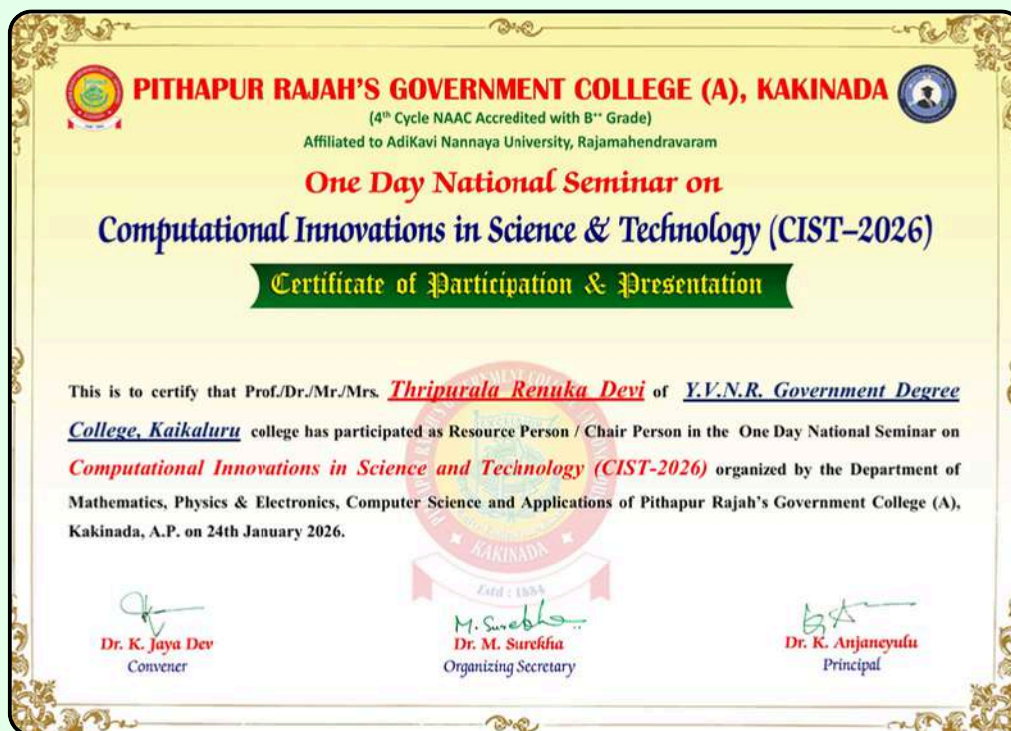 PITHAPUR RAJAH'S GOVERNMENT COLLEGE (A), KAKINADA
(4th Cycle NAAC Accredited with B++ Grade)
Affiliated to AdiKavi Nannaya University, Rajamahendravaram
One Day National Seminar on
Computational Innovations in Science & Technology (CIST–2026)
Certificate of Participation & Presentation
This is to certify that Prof./Dr./Mr./Mrs. Thripurala Renuka Devi of Y.V.N.R. Government Degree
College, Kaikaluru college has participated as Resource Person / Chair Person in the One Day National Seminar on
Computational Innovations in Science and Technology (CIST-2026) organized by the Department of
Mathematics, Physics & Electronics, Computer Science and Applications of Pithapur Rajah's Government College (A),
Kakinada, A.P. on 24th January 2026.
KAKINADA
Estd : 1884
M. Surekha
Dr. K. Jaya Dev
Convener
Dr. M. Surekha
Organizing Secretary
Dr. K. Anjaneyulu
Principal